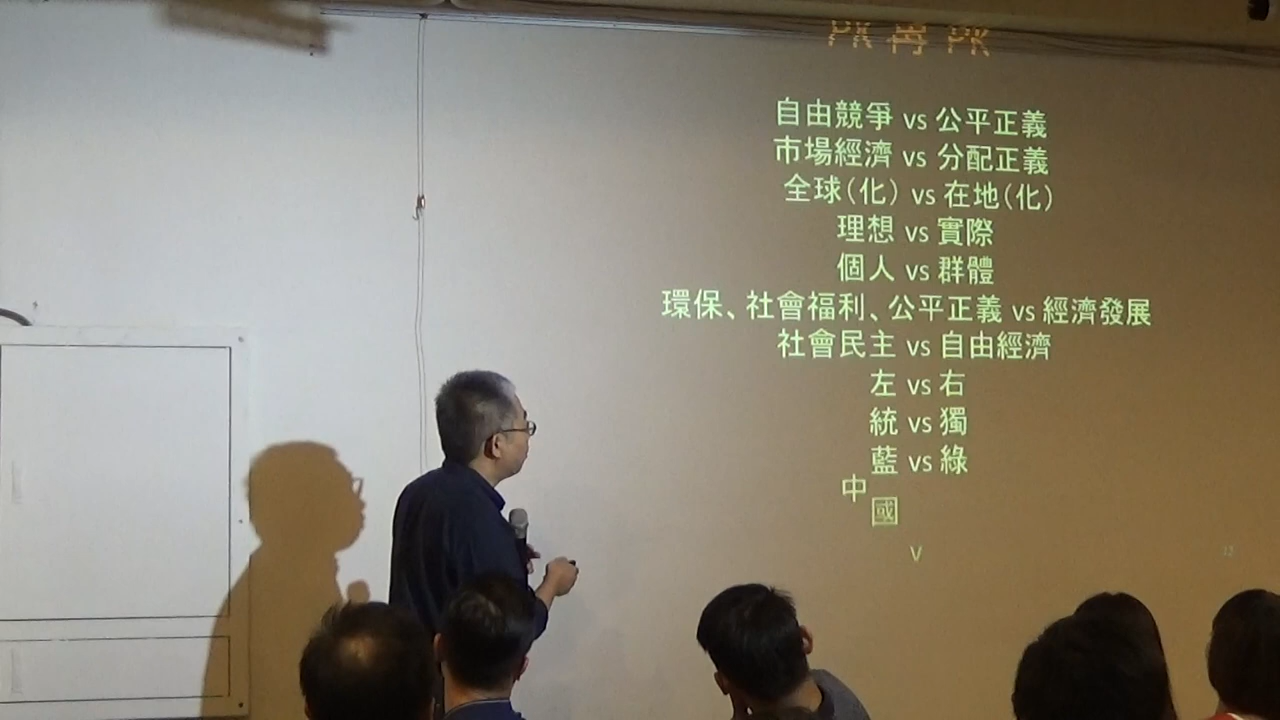 PK 再 PK
自由競爭 vs 公平正義
市場經濟 vs 分配正義
全球(化) vs 在地(化)
理想 vs 實際
個人 vs 群體
環保、社會福利、公平正義 vs 經濟發展
社會民主 vs 自由經濟
左 vs 右
統 vs 獨
藍 vs 綠
中
國
v